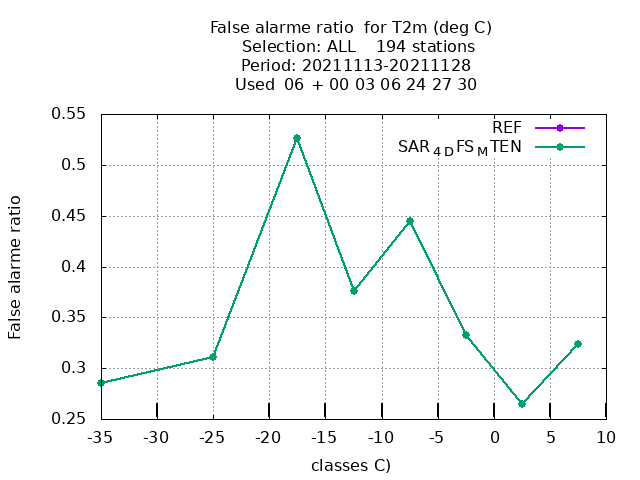 False alarme ratio  for T2m (deg C)
Selection: ALL    194 stations
Period: 20211113-20211128
Used  06  + 00 03 06 24 27 30
REF
SAR4DFSMTEN
0.55
0.5
0.45
0.4
0.35
0.3
0.25
False alarme ratio
-35 -30 -25 -20 -15 -10 -5 0 5 10
classes C)